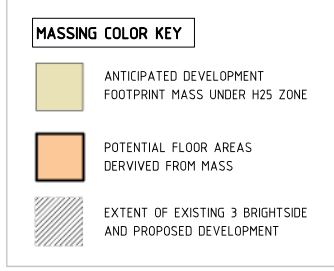 MASSING COLOR KEY
ANTICIPATED DEVELOPMENT
FOOTPRINT MASS UNDER H25 ZONE
POTENTIAL FLOOR AREAS
DERVIVED FROM MASS
EXTENT OF EXISTING 3 BRIGHTSIDE
AND PROPOSED DEVELOPMENT